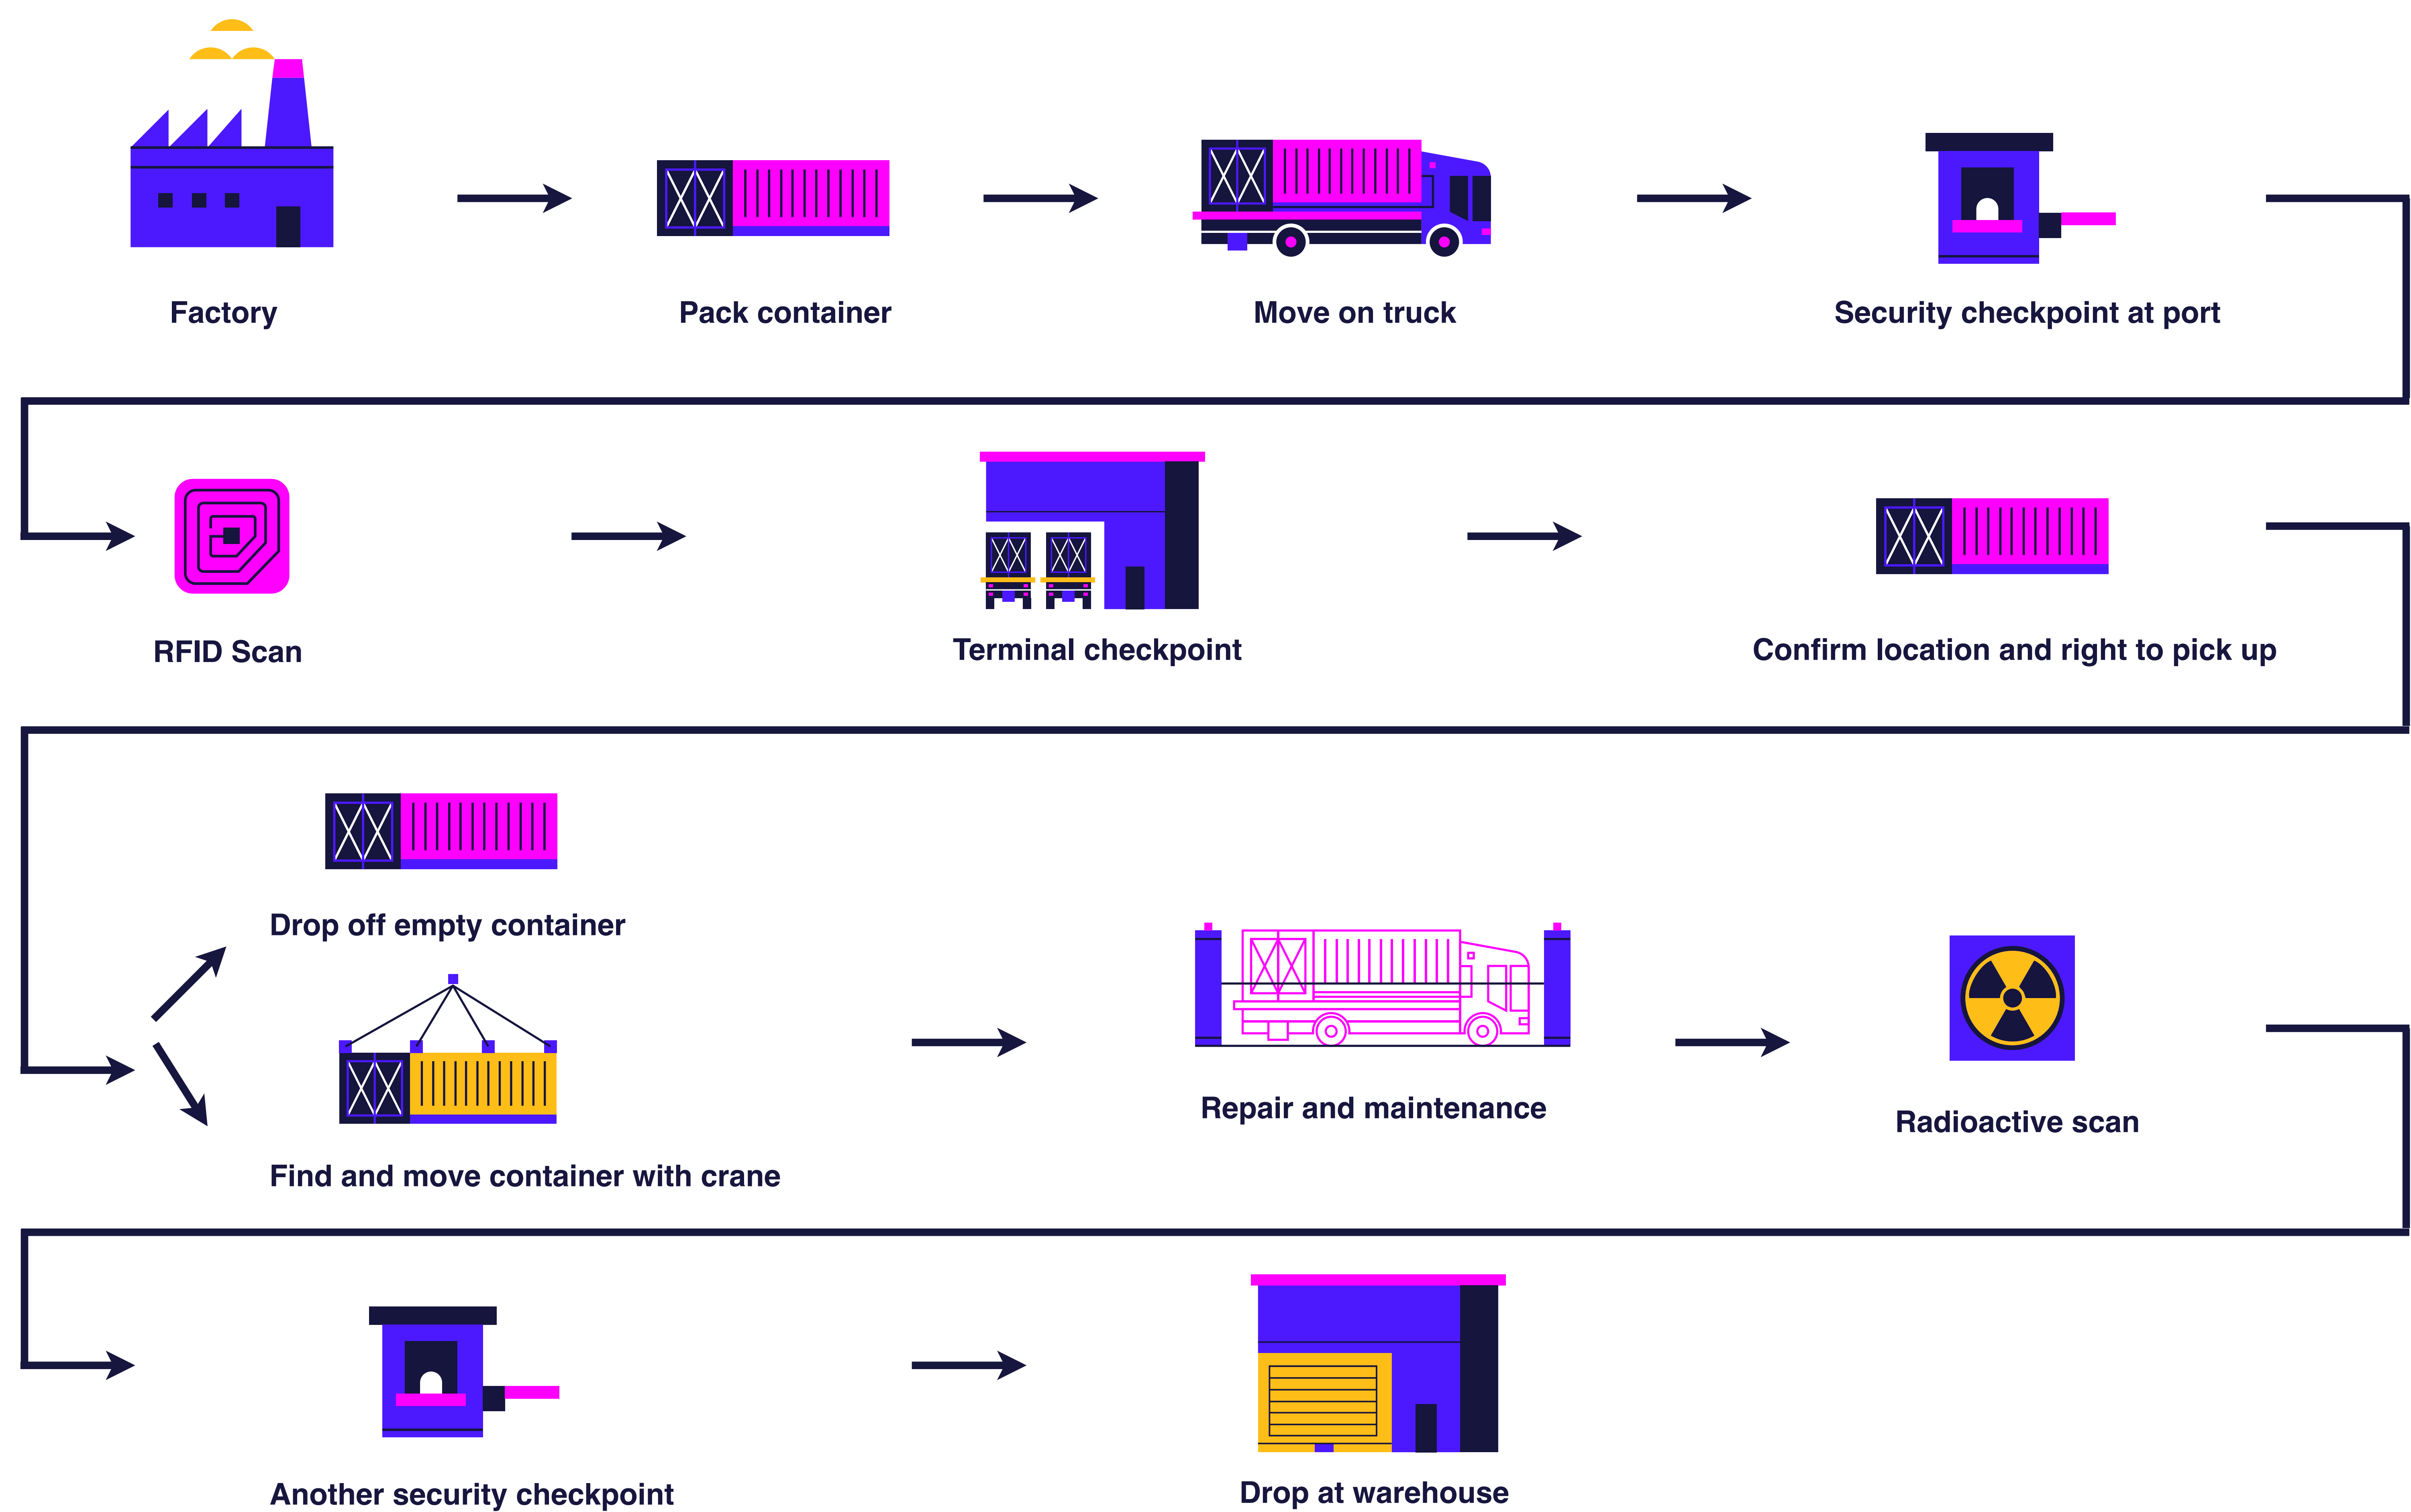 Factory
Pack container
Move on truck
Security checkpoint at port
RFID Scan
Terminal checkpoint
Confirm location and right to pick up
Drop off empty container
Find and move container with crane
Repair and maintenance
Radioactive scan
Another security checkpoint
Drop at warehouse